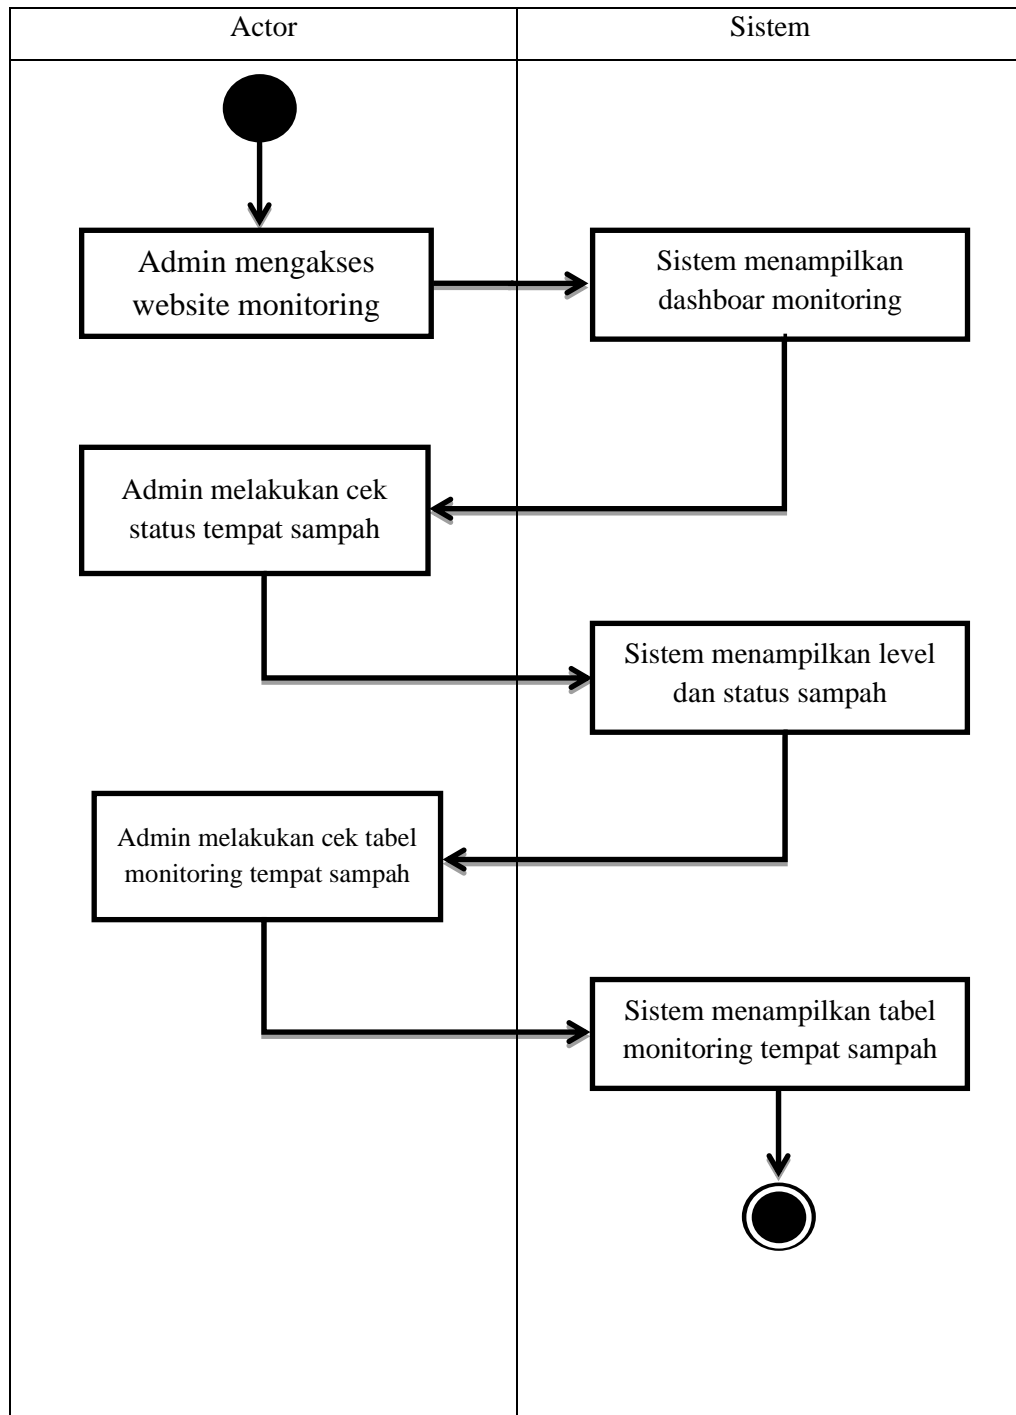 Actor
Sistem
Admin mengakses
website monitoring
Sistem menampilkan
dashboar monitoring
Admin melakukan cek
status tempat sampah
Sistem menampilkan level
dan status sampah
Admin melakukan cek tabel
monitoring tempat sampah
Sistem menampilkan tabel
monitoring tempat sampah